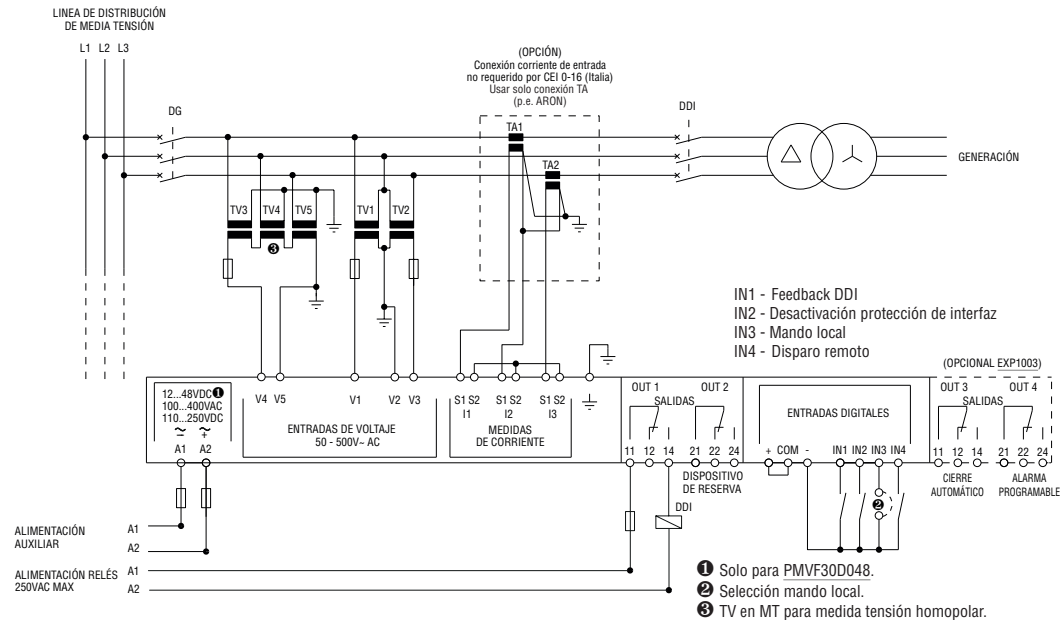 LINEA DE DISTRIBUCIÓN
DE MEDIA TENSIÓN
L1 L2 L3
DG
(OPCIÓN)
Conexión corriente de entrada
no requerido por CEI 0-16 (Italia)
Usar solo conexión TA
(p.e. ARON)
TA1
TA2
DDI
GENERACIÓN
TV3 TV4 TV5
TV1 TV2
❸
IN1 - Feedback DDI
IN2 - Desactivación protección de interfaz
IN3 - Mando local
IN4 - Disparo remoto
(OPCIONAL EXP1003)
12...48VDC❶
100...400VAC
110...250VDC
~ ~
− +
A1 A2
V4 V5 V1 V2 V3
ENTRADAS DE VOLTAJE
50 - 500V~ AC
S1 S2 S1 S2 S1 S2
I1 I2 I3
MEDIDAS
DE CORRIENTE
OUT 1 OUT 2
SALIDAS
11 12 14 21 22 24
DISPOSITIVO
DE RESERVA
ENTRADAS DIGITALES
+ COM - IN1 IN2 IN3 IN4
❷
OUT 3 OUT 4
SALIDAS
11 12 14 21 22 24
CIERRE
AUTOMÁTICO
ALARMA
PROGRAMABLE
DDI
ALIMENTACIÓN
AUXILIAR
A1
A2
ALIMENTACIÓN RELÉS
250VAC MAX
A1
A2
❶ Solo para PMVF30D048.
❷ Selección mando local.
❸ TV en MT para medida tensión homopolar.